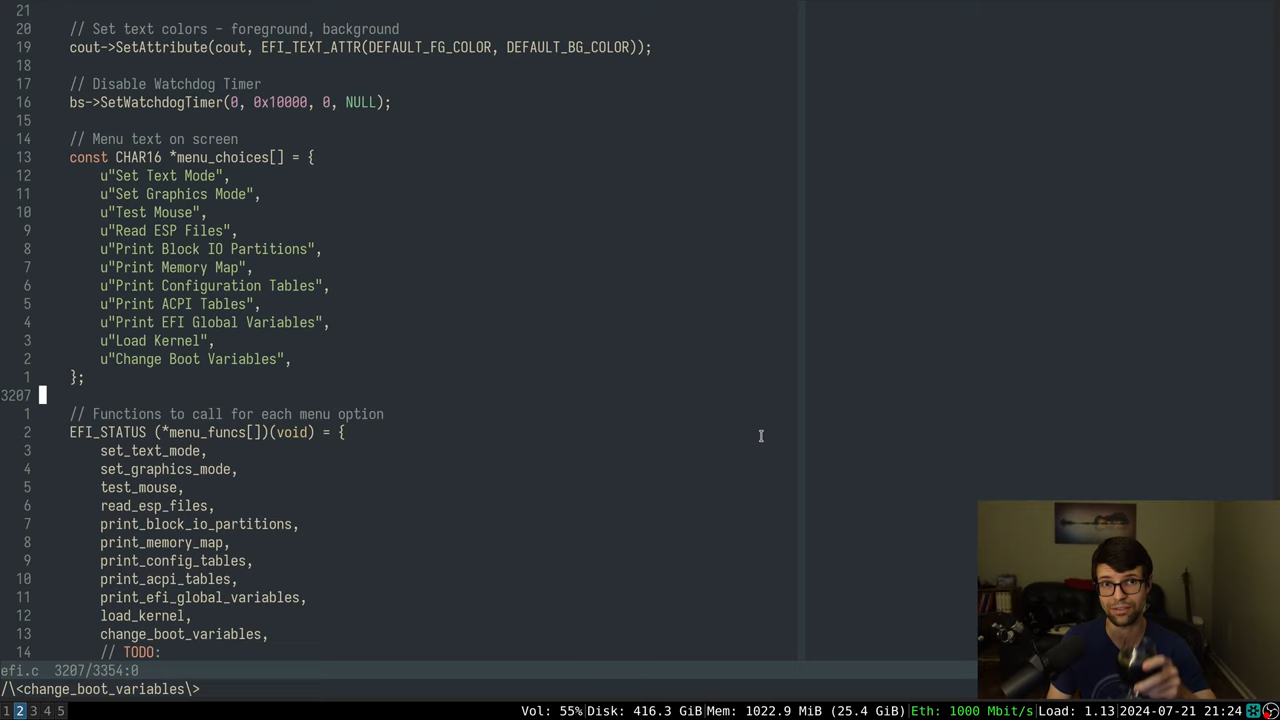 21
20 // Set text colors - foreground, background
19 cout->SetAttribute(cout, EFI_TEXT_ATTR(DEFAULT_FG_COLOR, DEFAULT_BG_COLOR));
18
17 // Disable Watchdog Timer
16 bs->SetWatchdogTimer(0, 0x10000, 0, NULL);
15
14 // Menu text on screen
13 const CHAR16 *menu_choices[] = {
12 u"Set Text Mode",
11 u"Set Graphics Mode",
10 u"Test Mouse",
9 u"Read ESP Files",
8 u"Print Block IO Partitions",
7 u"Print Memory Map",
6 u"Print Configuration Tables",
5 u"Print ACPI Tables",
4 u"Print EFI Global Variables",
3 u"Load Kernel",
2 u"Change Boot Variables",
1 };
3207
1 // Functions to call for each menu option
2 EFI_STATUS (*menu_funcs[])(void) = {
3 set_text_mode,
4 set_graphics_mode,
5 test_mouse,
6 read_esp_files,
7 print_block_io_partitions,
8 print_memory_map,
9 print_config_tables,
10 print_acpi_tables,
11 print_efi_global_variables,
12 load_kernel,
13 change_boot_variables,
14 // TODO:
efi.c 3207/3354:0
/\<change_boot_variables\>
1 2 3 4 5 Vol: 55%|Disk: 416.3 GiB|Mem: 1022.9 MiB (25.4 GiB)|Eth: 1000 Mbit/s|Load: 1.13|2024-07-21 21:24